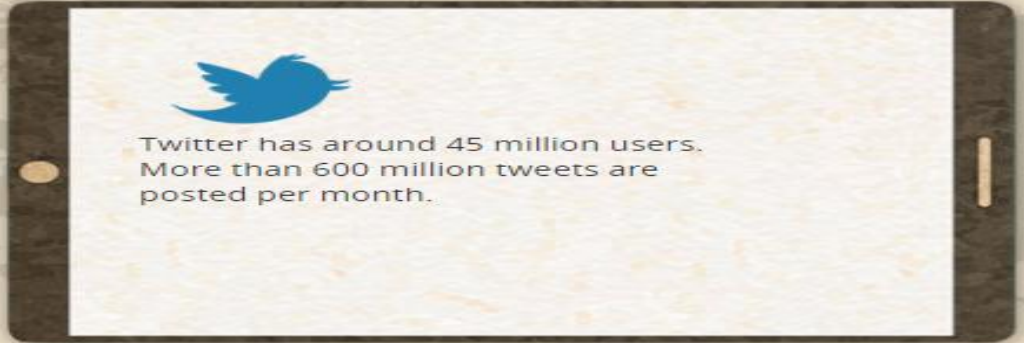 Twitter has around 45 million users.
More than 600 million tweets are
posted per month.